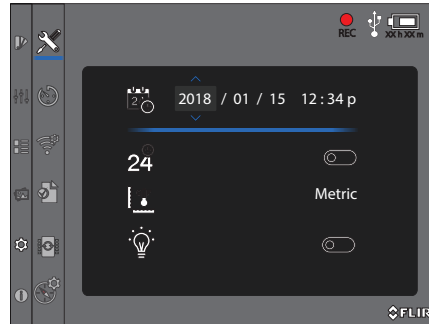 REC
XX h XX m
2018 / 01 / 15 12 : 34 p
24
Metric
FLIR